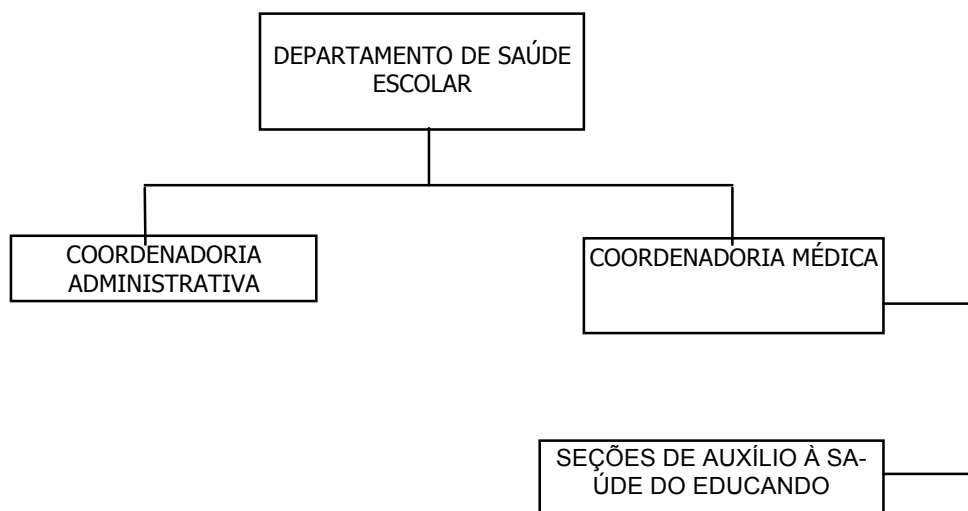 DEPARTAMENTO DE SAÚDE
ESCOLAR
COORDENADORIA
ADMINISTRATIVA
COORDENADORIA MÉDICA
SEÇÕES DE AUXÍLIO À SA-
ÚDE DO EDUCANDO